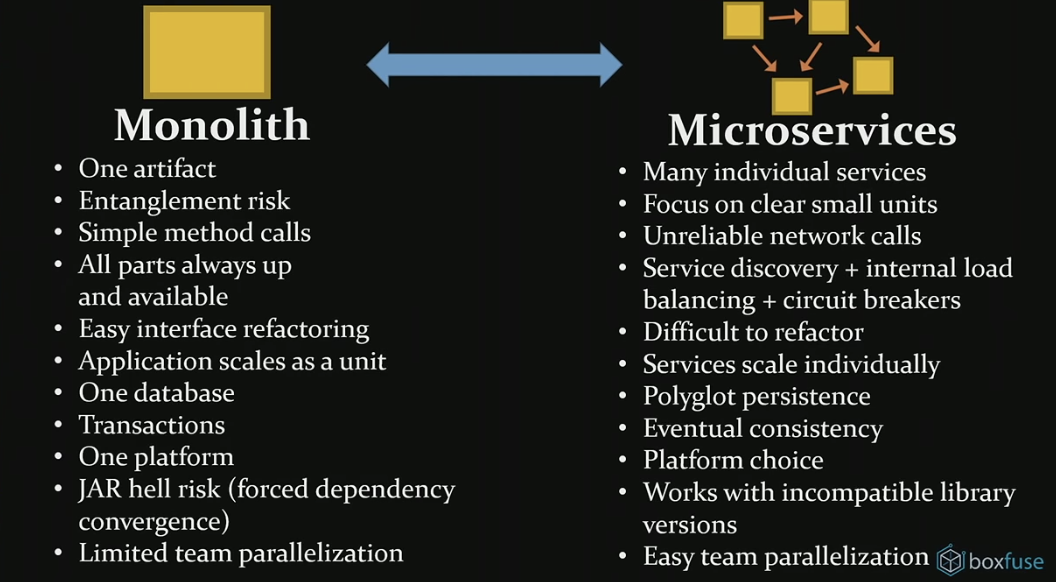 Monolith
• One artifact
• Entanglement risk
• Simple method calls
• All parts always up
and available
• Easy interface refactoring
• Application scales as a unit
• One database
• Transactions
• One platform
• JAR hell risk (forced dependency
convergence)
• Limited team parallelization
Microservices
• Many individual services
• Focus on clear small units
• Unreliable network calls
• Service discovery + internal load
balancing + circuit breakers
• Difficult to refactor
• Services scale individually
• Polyglot persistence
• Eventual consistency
• Platform choice
• Works with incompatible library
versions
• Easy team parallelization
boxfuse